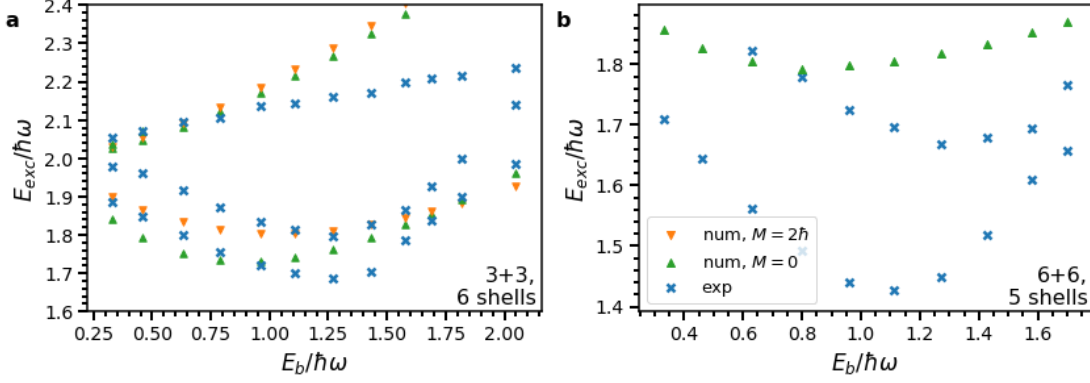 a
2.4
2.3
2.2
2.1
2.0
1.9
1.8
1.7
1.6
E_exc/ħω
0.25 0.50 0.75 1.00 1.25 1.50 1.75 2.00
E_b/ħω
3+3,
6 shells
b
1.8
1.7
1.6
1.5
1.4
E_exc/ħω
0.4 0.6 0.8 1.0 1.2 1.4 1.6
E_b/ħω
num, M = 2ħ
num, M = 0
exp
6+6,
5 shells